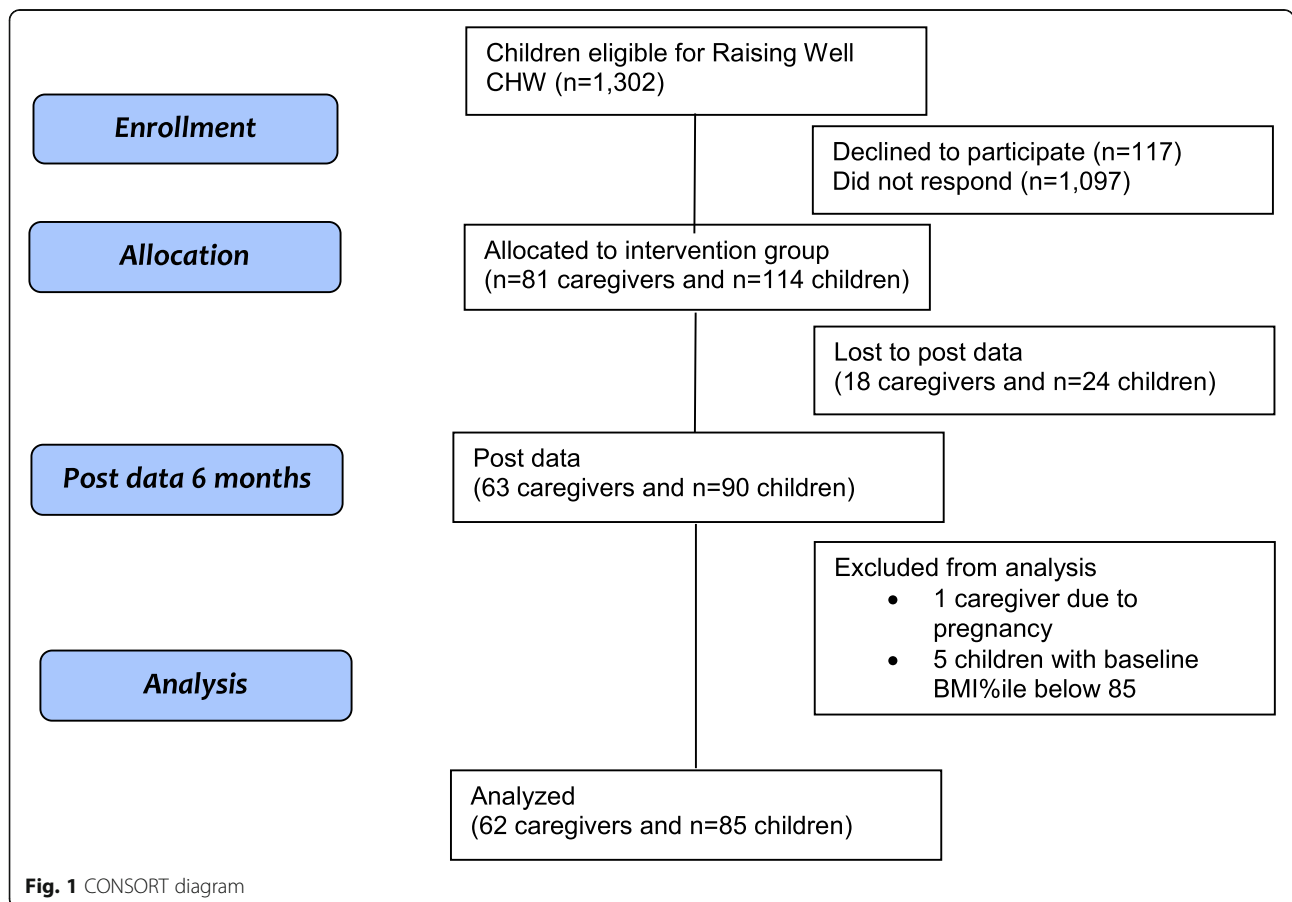 Children eligible for Raising Well
CHW (n=1,302)
Enrollment
Declined to participate (n=117)
Did not respond (n=1,097)
Allocation
Allocated to intervention group
(n=81 caregivers and n=114 children)
Lost to post data
(18 caregivers and n=24 children)
Post data 6 months
Post data
(63 caregivers and n=90 children)
Excluded from analysis
• 1 caregiver due to
pregnancy
• 5 children with baseline
BMI%ile below 85
Analysis
Analyzed
(62 caregivers and n=85 children)
Fig. 1 CONSORT diagram